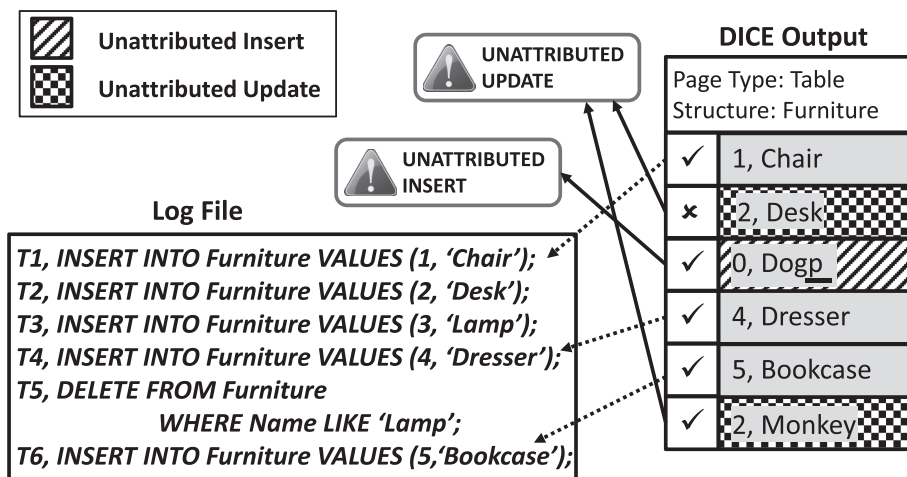 Unattributed Insert
Unattributed Update
UNATTRIBUTED
UPDATE
UNATTRIBUTED
INSERT
Log File
T1, INSERT INTO Furniture VALUES (1, ‘Chair’);
T2, INSERT INTO Furniture VALUES (2, ‘Desk’);
T3, INSERT INTO Furniture VALUES (3, ‘Lamp’);
T4, INSERT INTO Furniture VALUES (4, ‘Dresser’);
T5, DELETE FROM Furniture
WHERE Name LIKE ‘Lamp’;
T6, INSERT INTO Furniture VALUES (5,‘Bookcase’);
DICE Output
Page Type: Table
Structure: Furniture
✓ 1, Chair
✗ 2, Desk
✓ 0, Dogp
✓ 4, Dresser
✓ 5, Bookcase
✓ 2, Monkey